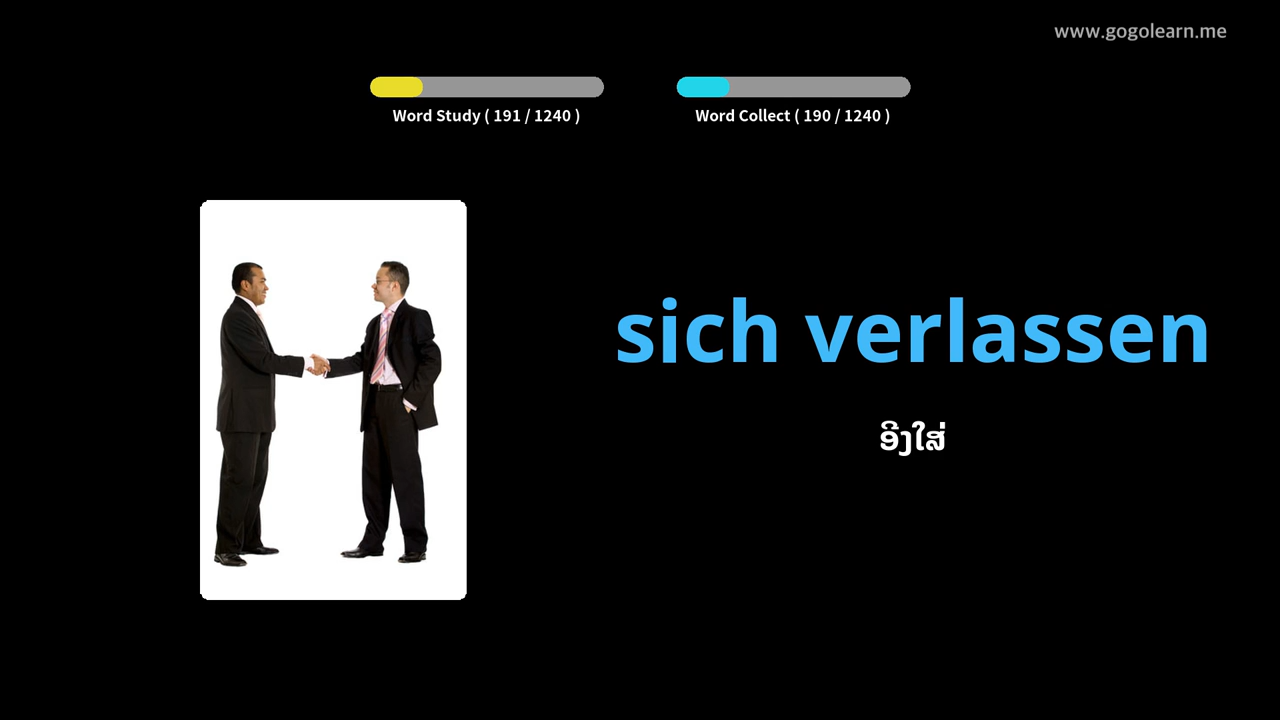 www.gogolearn.me
Word Study ( 191 / 1240 )
Word Collect ( 190 / 1240 )
sich verlassen
ອີງໃສ່